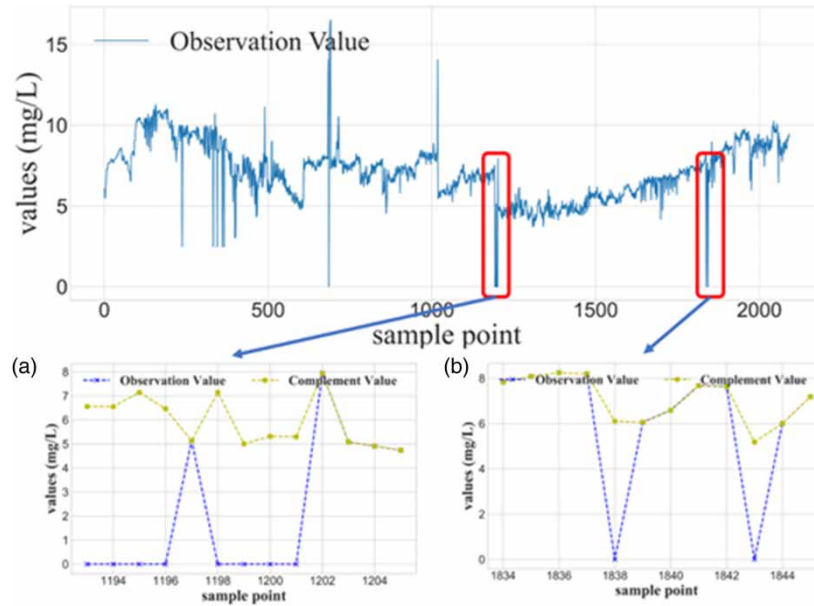 Observation Value
values (mg/L)
15
10
5
0
0 500 1000 1500 2000
sample point
(a)
Observation Value Complement Value
values (mg/L)
8
7
6
5
4
3
2
1
0
1194 1196 1198 1200 1202 1204
sample point
(b)
Observation Value Complement Value
values (mg/L)
8
6
4
2
0
1834 1836 1838 1840 1842 1844
sample point